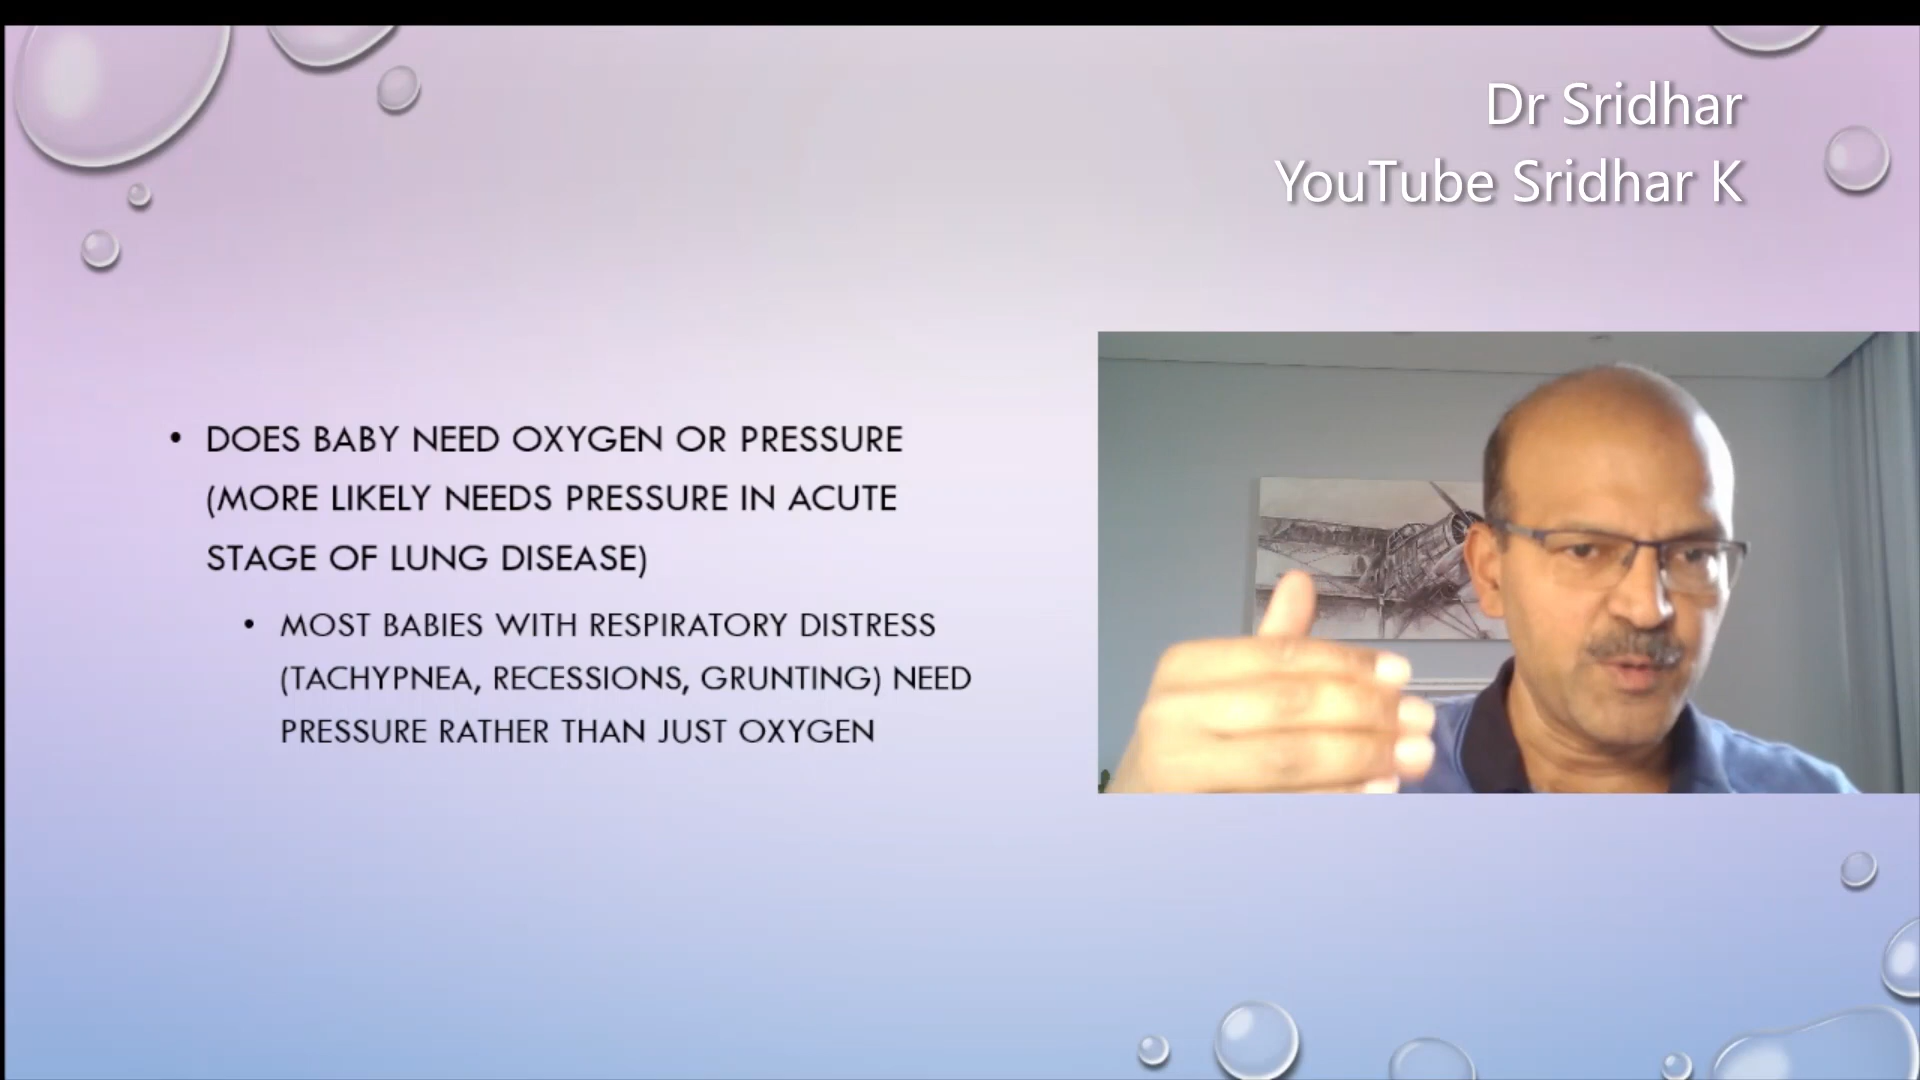 Dr Sridhar
YouTube Sridhar K
• DOES BABY NEED OXYGEN OR PRESSURE
(MORE LIKELY NEEDS PRESSURE IN ACUTE
STAGE OF LUNG DISEASE)
• MOST BABIES WITH RESPIRATORY DISTRESS
(TACHYPNEA, RECESSIONS, GRUNTING) NEED
PRESSURE RATHER THAN JUST OXYGEN